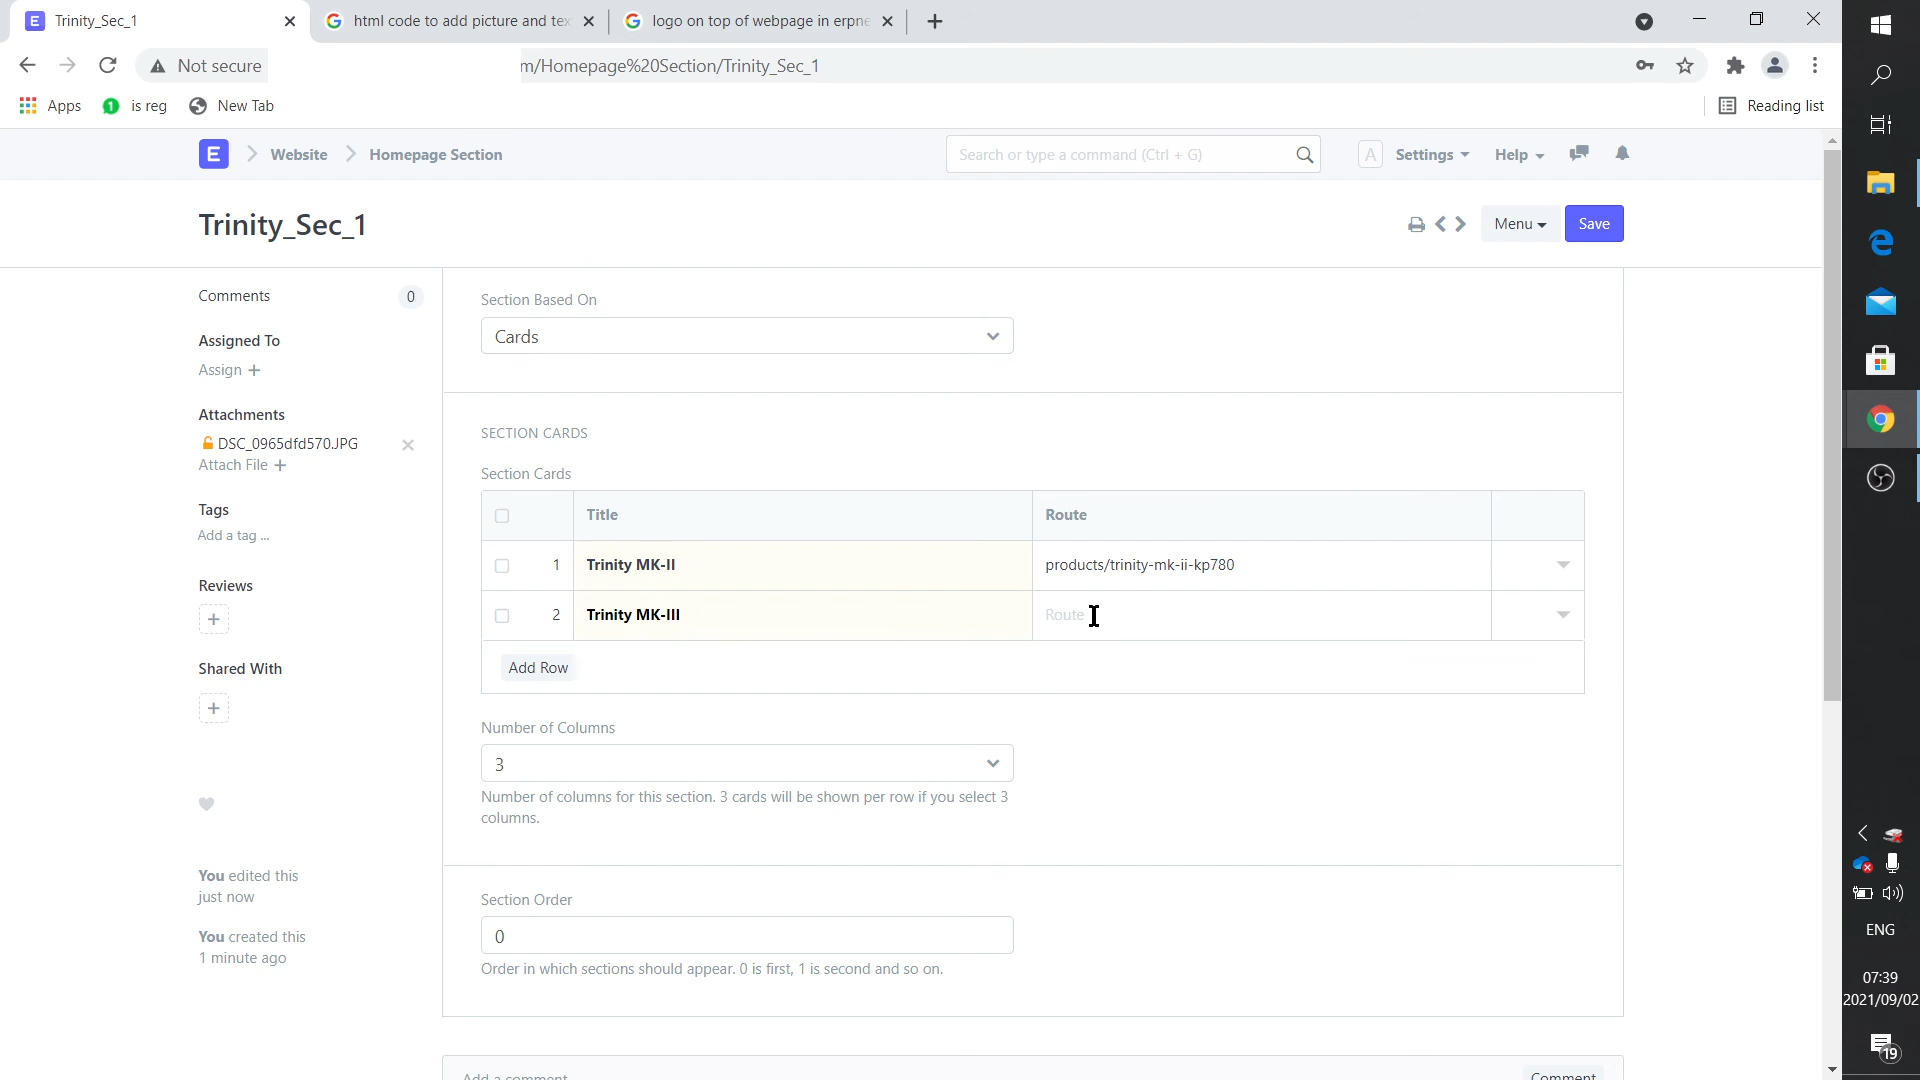 Trinity_Sec_1
html code to add picture and tex
logo on top of webpage in erpne
Not secure
m/Homepage%20Section/Trinity_Sec_1
Apps
1
is reg
New Tab
Reading list
E
Website
Homepage Section
Search or type a command (Ctrl + G)
A
Settings
Help
Trinity_Sec_1
Menu
Save
Comments
0
Assigned To
Assign +
Attachments
DSC_0965dfd570.JPG
Attach File +
Tags
Add a tag ...
Reviews
+
Shared With
+
You edited this
just now
You created this
1 minute ago
Section Based On
Cards
SECTION CARDS
Section Cards
Title
Route
1
Trinity MK-II
products/trinity-mk-ii-kp780
2
Trinity MK-III
Route
Add Row
Number of Columns
3
Number of columns for this section. 3 cards will be shown per row if you select 3
columns.
Section Order
0
Order in which sections should appear. 0 is first, 1 is second and so on.
Add a comment
Comment
ENG
07:39
2021/09/02
19